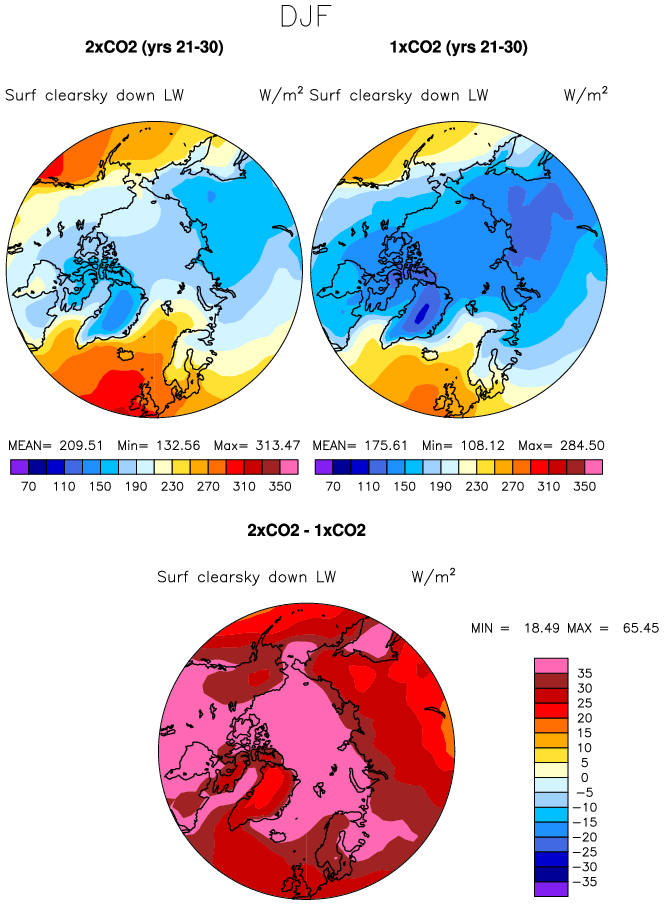 DJF
2xCO2 (yrs 21-30) 1xCO2 (yrs 21-30)
Surf clearsky down LW W/m² Surf clearsky down LW W/m²
MEAN= 209.51 Min= 132.56 Max= 313.47 MEAN= 175.61 Min= 108.12 Max= 284.50
70 110 150 190 230 270 310 350 70 110 150 190 230 270 310 350
2xCO2 - 1xCO2
Surf clearsky down LW W/m²
MIN = 18.49 MAX = 65.45
35
30
25
20
15
10
5
0
−5
−10
−15
−20
−25
−30
−35